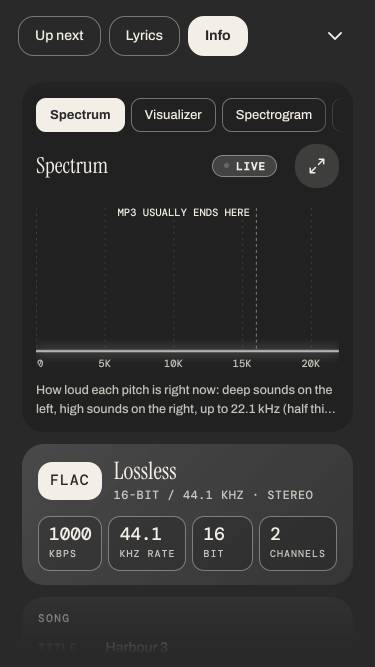 Up next
Lyrics
Info
Spectrum
Visualizer
Spectrogram
Spectrum
LIVE
MP3 USUALLY ENDS HERE
0 5K 10K 15K 20K
How loud each pitch is right now: deep sounds on the
left, high sounds on the right, up to 22.1 kHz (half thi…
FLAC
Lossless
16-BIT / 44.1 KHZ · STEREO
1000 44.1 16 2
KBPS KHZ RATE BIT CHANNELS
SONG
TITLE Harbour 3